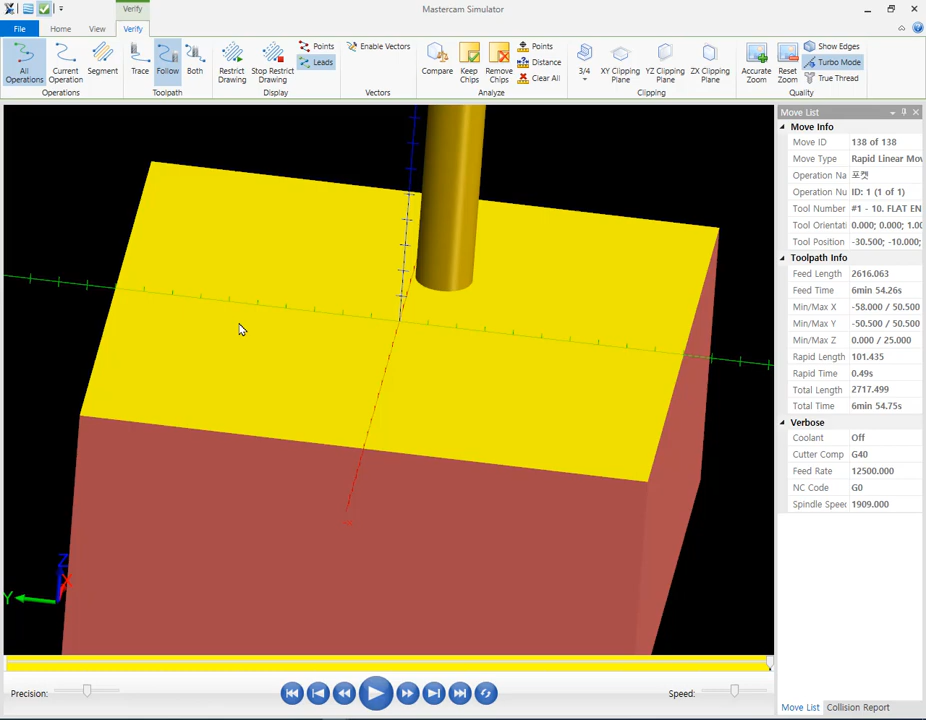 Verify
Mastercam Simulator
File
Home
View
Verify
All Operations
Current Operation
Segment
Operations
Trace
Follow
Both
Toolpath
Restrict Drawing
Stop Restrict Drawing
Points
Leads
Display
Enable Vectors
Vectors
Compare
Keep Chips
Remove Chips
Points
Distance
Clear All
Analyze
3/4
XY Clipping Plane
YZ Clipping Plane
ZX Clipping Plane
Clipping
Accurate Zoom
Reset Zoom
Show Edges
Turbo Mode
True Thread
Quality
Move List
Move Info
Move ID 138 of 138
Move Type Rapid Linear Mov
Operation Na 포켓
Operation Nu ID: 1 (1 of 1)
Tool Number #1 - 10. FLAT EN
Tool Orientati 0.000; 0.000; 1.00
Tool Position -30.500; -10.000;
Toolpath Info
Feed Length 2616.063
Feed Time 6min 54.26s
Min/Max X -58.000 / 50.500
Min/Max Y -50.500 / 50.500
Min/Max Z 0.000 / 25.000
Rapid Length 101.435
Rapid Time 0.49s
Total Length 2717.499
Total Time 6min 54.75s
Verbose
Coolant Off
Cutter Comp G40
Feed Rate 12500.000
NC Code G0
Spindle Speed 1909.000
Z
X
Y
Precision:
Speed:
Move List
Collision Report